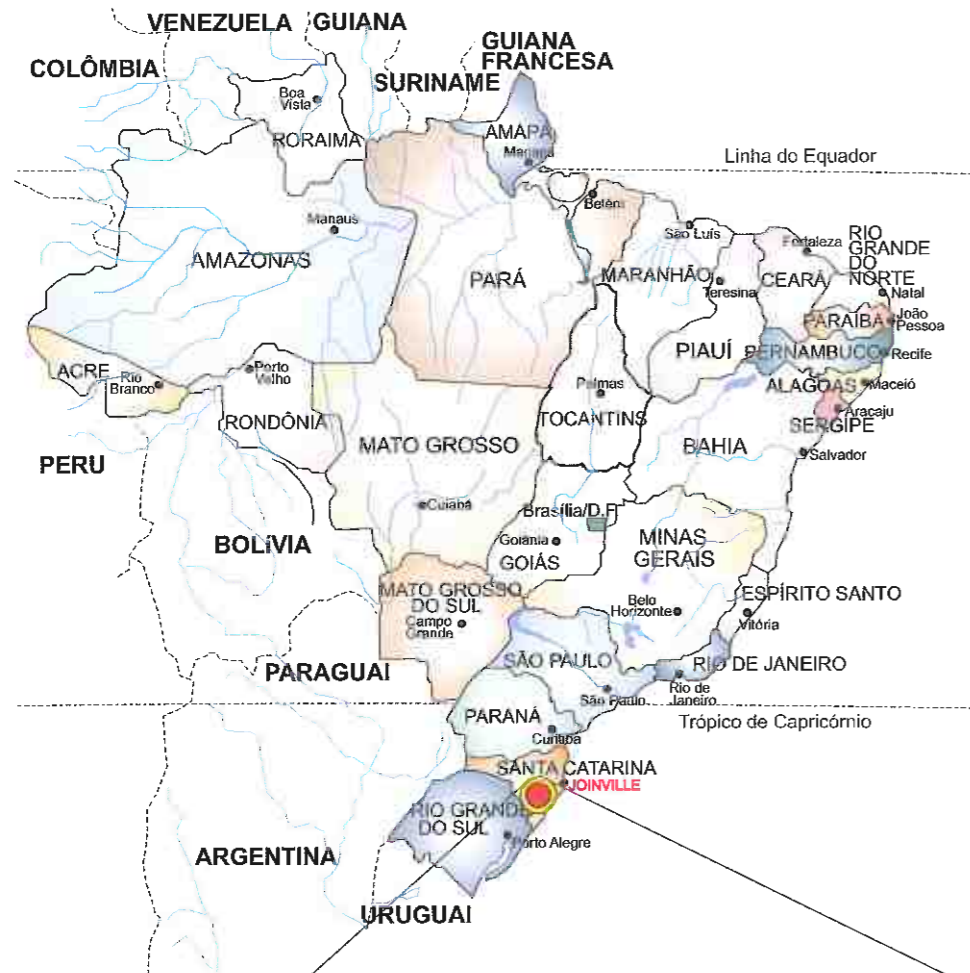 VENEZUELA
GUIANA
GUIANA
FRANCESA
COLÔMBIA
SURINAME
Boa
Vista
RORAIMA
AMAPÁ
Macapá
Linha do Equador
Belém
Manaus
AMAZONAS
PARÁ
São Luís
MARANHÃO
Teresina
Fortaleza
CEARÁ
RIO
GRANDE
DO
NORTE
Natal
PARAÍBA
João
Pessoa
PIAUÍ
PERNAMBUCO
Recife
ACRE
Rio
Branco
Porto
Velho
RONDÔNIA
Palmas
TOCANTINS
ALAGOAS
Maceió
Aracaju
SERGIPE
PERU
MATO GROSSO
BAHIA
Salvador
Cuiabá
Brasília/D.F
Goiânia
GOIÁS
MINAS
GERAIS
BOLíVIA
MATO GROSSO
DO SUL
Campo
Grande
Belo
Horizonte
ESPÍRITO SANTO
Vitória
PARAGUAI
SÃO PAULO
São Paulo
RIO DE JANEIRO
Rio de
Janeiro
PARANÁ
Curitiba
Trópico de Capricórnio
SANTA CATARINA
JOINVILLE
RIO GRANDE
DO SUL
Porto Alegre
ARGENTINA
URUGUAI